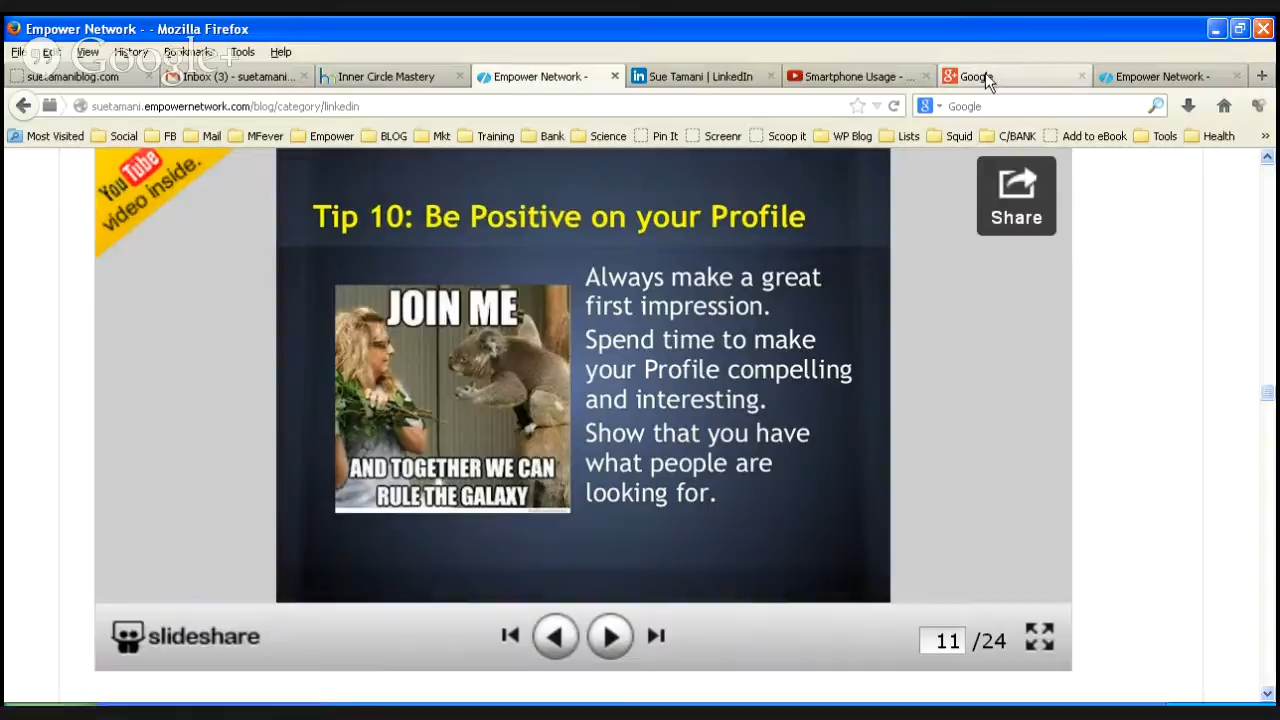 Empower Network - - Mozilla Firefox
File Edit View History Bookmarks Tools Help
Google+
suetamaniblog.com
Inbox (3) - suetamani...
Inner Circle Mastery
Empower Network -
Sue Tamani | LinkedIn
Smartphone Usage - ...
Google
Empower Network -
suetamani.empowernetwork.com/blog/category/linkedin
Google
Most Visited Social FB Mail MFever Empower BLOG Mkt Training Bank Science Pin It Screenr Scoop it WP Blog Lists Squid C/BANK Add to eBook Tools Health
You Tube
video inside.
Share
Tip 10: Be Positive on your Profile
JOIN ME
AND TOGETHER WE CAN
RULE THE GALAXY
Always make a great
first impression.
Spend time to make
your Profile compelling
and interesting.
Show that you have
what people are
looking for.
slideshare
11 /24